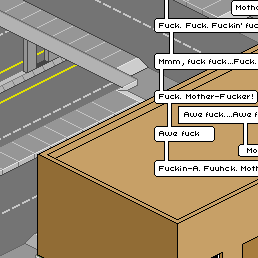 Moth
Fuck. Fuck. Fuckin' fuc
Mmm, fuck fuck...Fuck.
Fuck. Mother-Fucker!
Awe fuck....Awe f
Awe fuck
Mo
Fuckin-A. Fuuhck. Moth